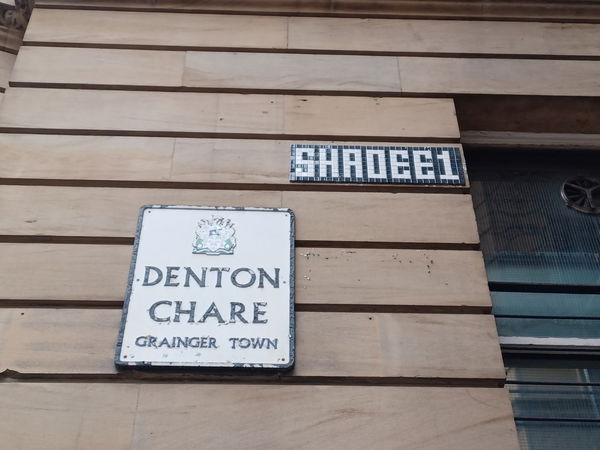 SHADEE1
DENTON
CHARE
GRAINGER TOWN